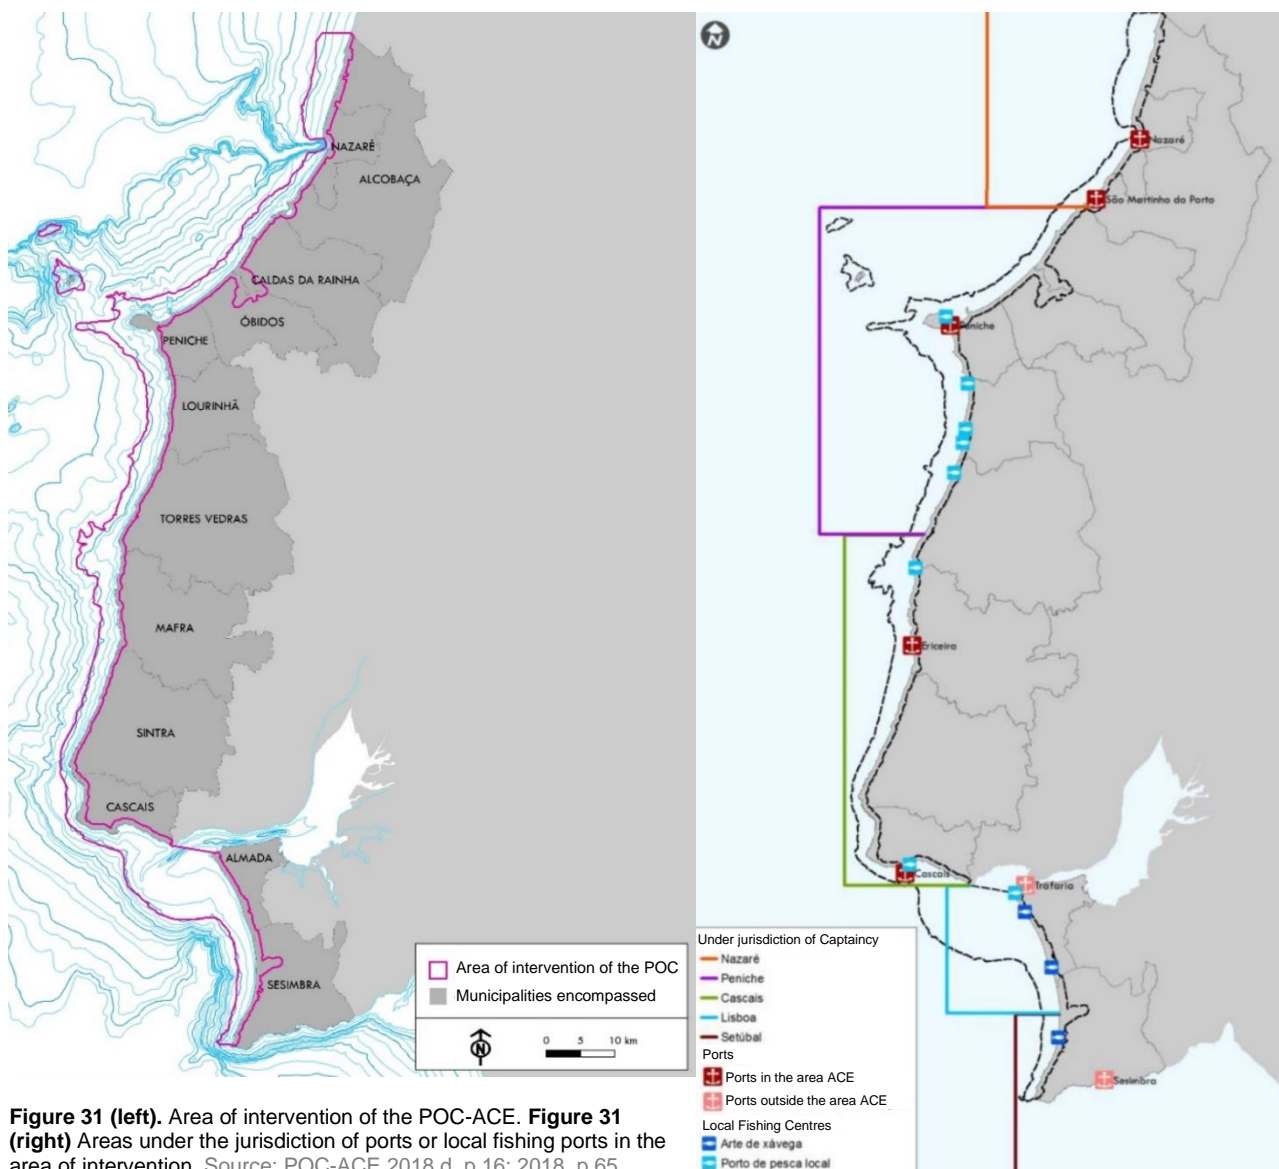 NAZARÉ
ALCOBAÇA
CALDAS DA RAINHA
ÓBIDOS
PENICHE
LOURINHÃ
TORRES VEDRAS
MAFRA
SINTRA
CASCAIS
ALMADA
SESIMBRA
Area of intervention of the POC
Municipalities encompassed
N
0 5 10 km
N
Nazaré
São Martinho do Porto
Peniche
Ericeira
Cascais
Trafaria
Sesimbra
Under jurisdiction of Captaincy
Nazaré
Peniche
Cascais
Lisboa
Setúbal
Ports
Ports in the area ACE
Ports outside the area ACE
Local Fishing Centres
Arte de xávega
Porto de pesca local
Figure 31 (left). Area of intervention of the POC-ACE. Figure 31
(right) Areas under the jurisdiction of ports or local fishing ports in the
area of intervention. Source: POC-ACE 2018 d, p.16; 2018, p.65